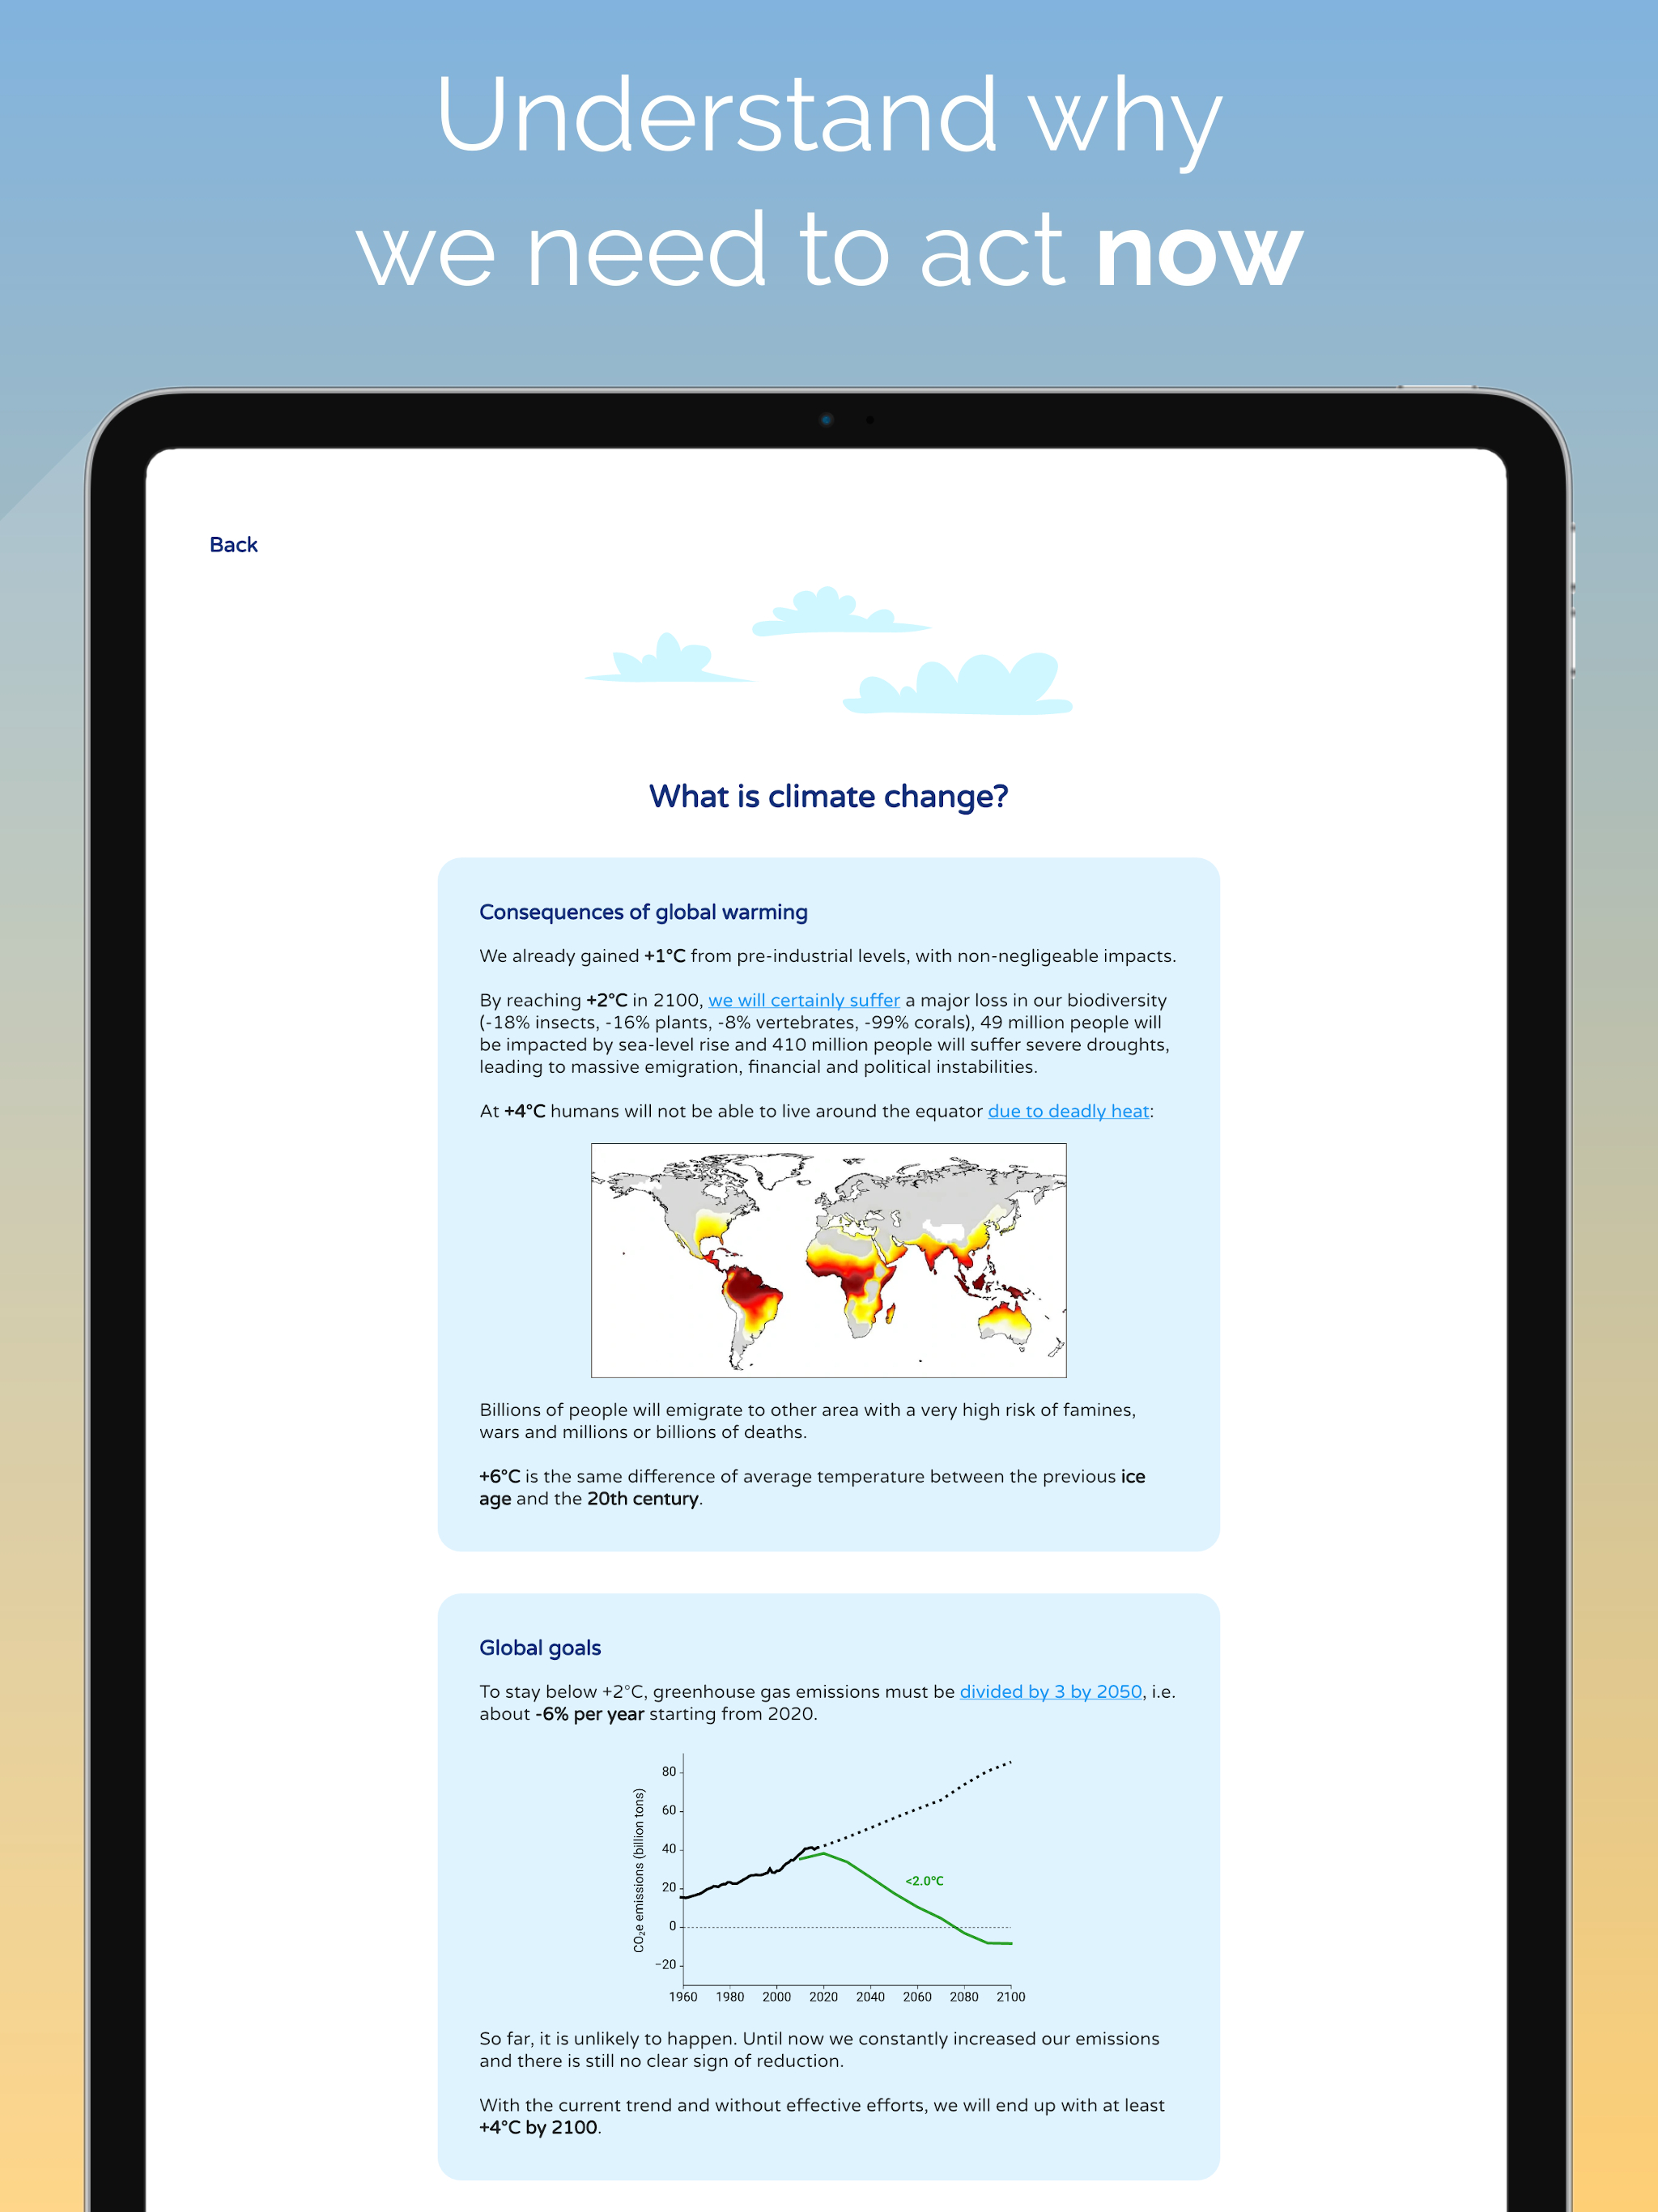 Understand why
we need to act now
Back
What is climate change?
Consequences of global warming
We already gained +1°C from pre-industrial levels, with non-negligeable impacts.
By reaching +2°C in 2100, we will certainly suffer a major loss in our biodiversity
(-18% insects, -16% plants, -8% vertebrates, -99% corals), 49 million people will
be impacted by sea-level rise and 410 million people will suffer severe droughts,
leading to massive emigration, financial and political instabilities.
At +4°C humans will not be able to live around the equator due to deadly heat:
Billions of people will emigrate to other area with a very high risk of famines,
wars and millions or billions of deaths.
+6°C is the same difference of average temperature between the previous ice
age and the 20th century.
Global goals
To stay below +2°C, greenhouse gas emissions must be divided by 3 by 2050, i.e.
about -6% per year starting from 2020.
CO₂e emissions (billion tons)
80
60
40
20
0
−20
<2.0°C
1960 1980 2000 2020 2040 2060 2080 2100
So far, it is unlikely to happen. Until now we constantly increased our emissions
and there is still no clear sign of reduction.
With the current trend and without effective efforts, we will end up with at least
+4°C by 2100.